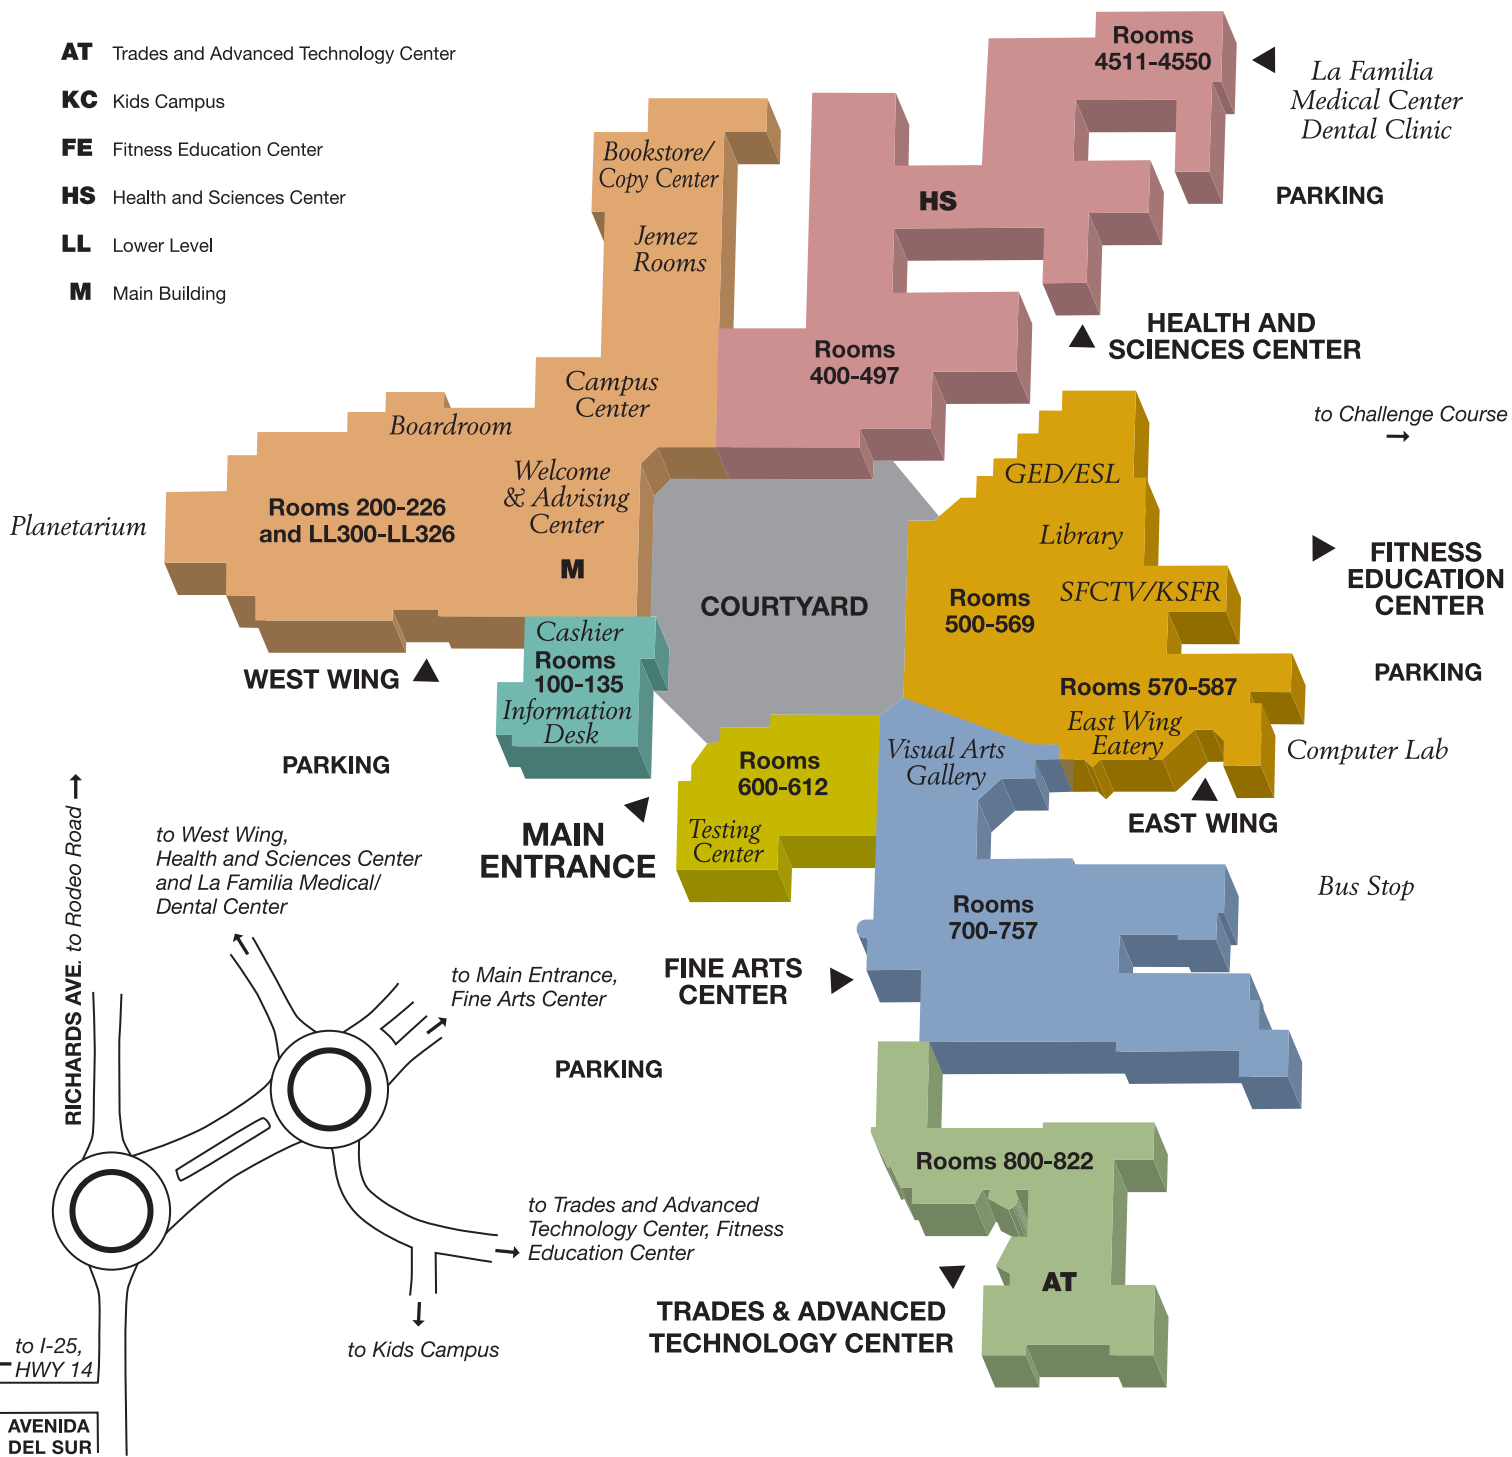 AT Trades and Advanced Technology Center
KC Kids Campus
FE Fitness Education Center
HS Health and Sciences Center
LL Lower Level
M Main Building
Rooms
4511-4550
La Familia
Medical Center
Dental Clinic
PARKING
HS
Bookstore/
Copy Center
Jemez
Rooms
HEALTH AND
SCIENCES CENTER
Rooms
400-497
Campus
Center
Boardroom
to Challenge Course
Welcome
& Advising
Center
GED/ESL
Planetarium
Rooms 200-226
and LL300-LL326
M
Library
FITNESS
EDUCATION
CENTER
COURTYARD
Rooms
500-569
SFCTV/KSFR
Cashier
Rooms
100-135
Information
Desk
WEST WING
PARKING
Rooms 570-587
East Wing
Eatery
Computer Lab
EAST WING
Visual Arts
Gallery
Rooms
600-612
Testing
Center
PARKING
MAIN
ENTRANCE
Bus Stop
Rooms
700-757
FINE ARTS
CENTER
RICHARDS AVE. to Rodeo Road
to West Wing,
Health and Sciences Center
and La Familia Medical/
Dental Center
to Main Entrance,
Fine Arts Center
PARKING
Rooms 800-822
to Trades and Advanced
Technology Center, Fitness
Education Center
AT
TRADES & ADVANCED
TECHNOLOGY CENTER
to Kids Campus
to I-25,
HWY 14
AVENIDA
DEL SUR